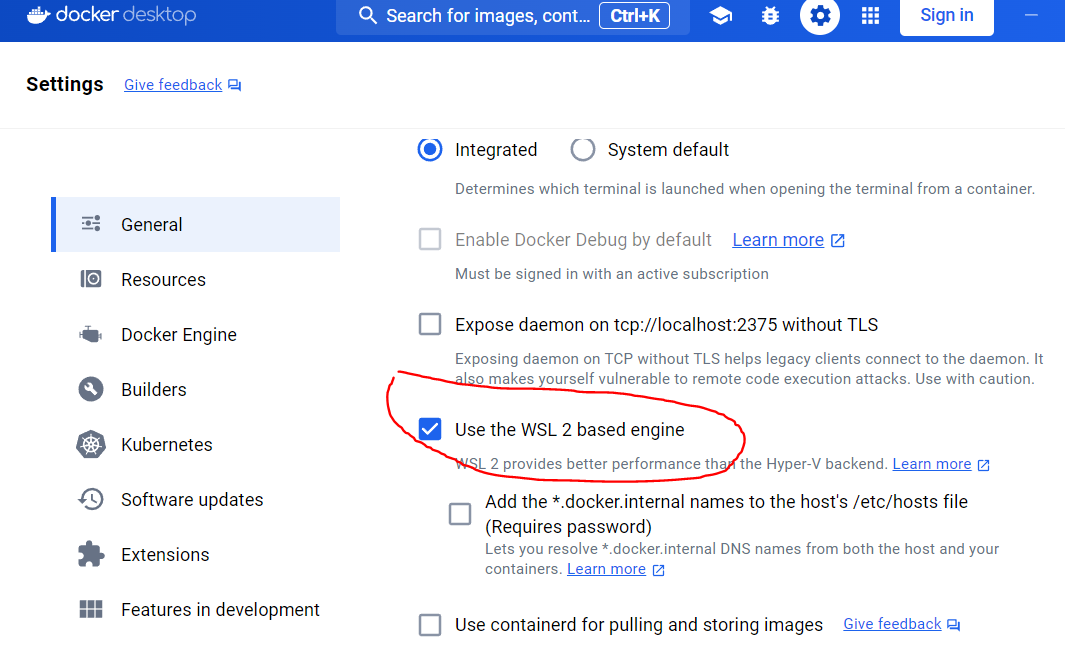 docker desktop
Search for images, cont...
Ctrl+K
Sign in
Settings
Give feedback
Integrated
System default
Determines which terminal is launched when opening the terminal from a container.
General
Enable Docker Debug by default Learn more
Must be signed in with an active subscription
Resources
Expose daemon on tcp://localhost:2375 without TLS
Docker Engine
Exposing daemon on TCP without TLS helps legacy clients connect to the daemon. It
also makes yourself vulnerable to remote code execution attacks. Use with caution.
Builders
Use the WSL 2 based engine
Kubernetes
WSL 2 provides better performance than the Hyper-V backend. Learn more
Software updates
Add the *.docker.internal names to the host's /etc/hosts file
(Requires password)
Lets you resolve *.docker.internal DNS names from both the host and your
containers. Learn more
Extensions
Features in development
Use containerd for pulling and storing images Give feedback